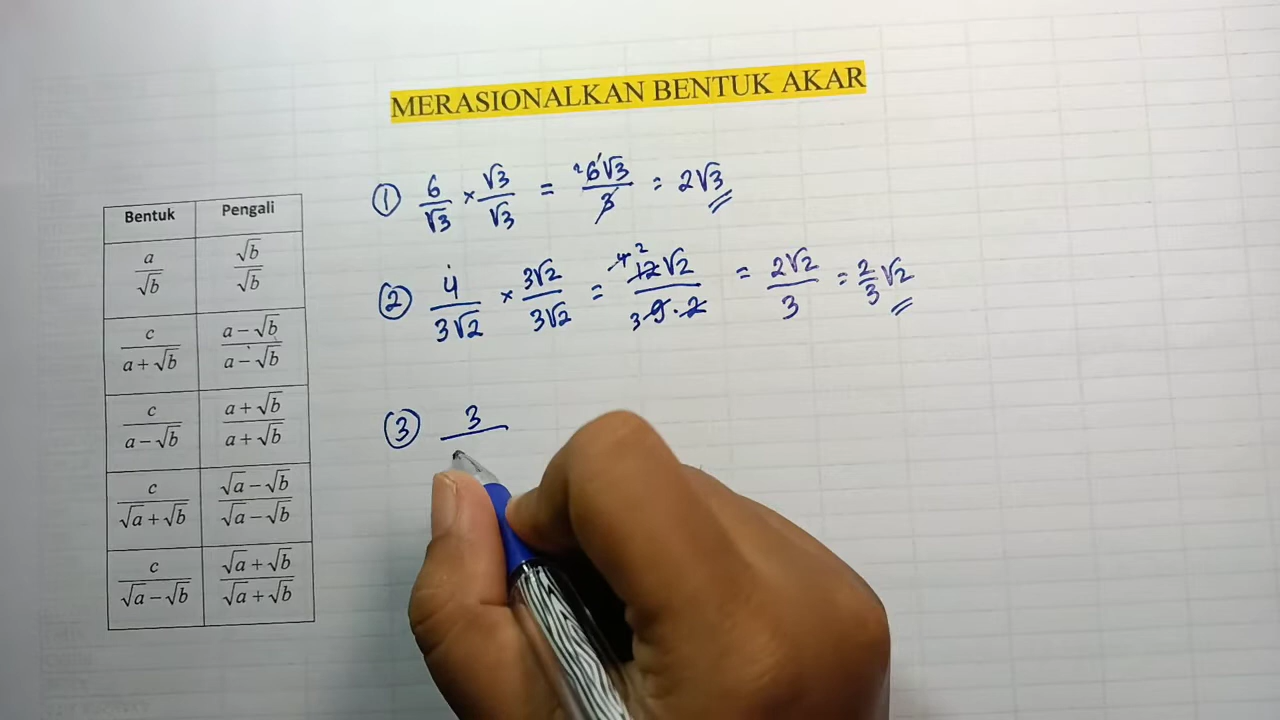 MERASIONALKAN BENTUK AKAR
Bentuk Pengali
a/√b √b/√b
c/(a + √b) (a − √b)/(a − √b)
c/(a − √b) (a + √b)/(a + √b)
c/(√a + √b) (√a − √b)/(√a − √b)
c/(√a − √b) (√a + √b)/(√a + √b)
① 6/√3 × √3/√3 = 6√3/3 = 2√3
② 4/3√2 × 3√2/3√2 = 12√2/9·2 = 2√2/3 = 2/3 √2
③ 3